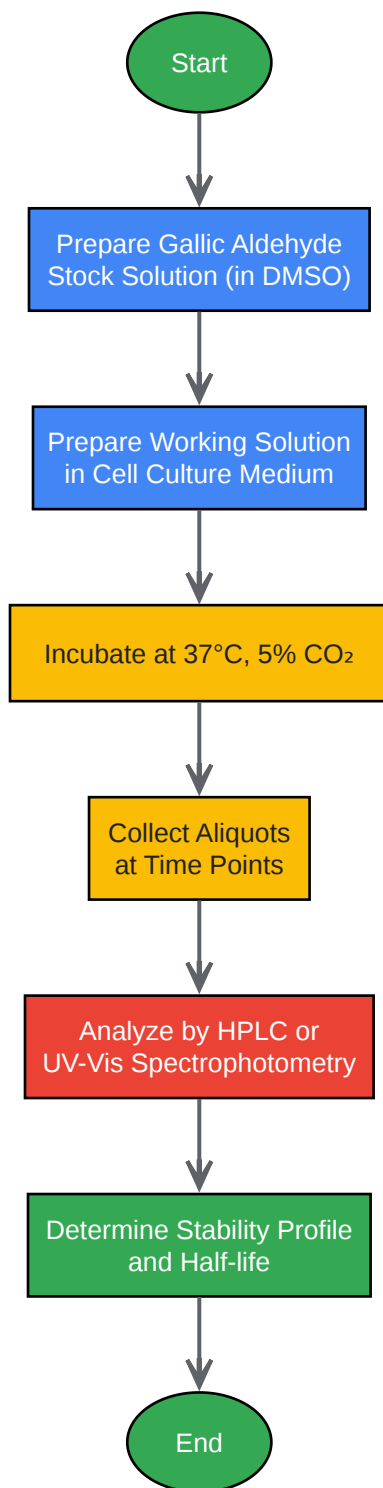 Start
Prepare Gallic Aldehyde
Stock Solution (in DMSO)
Prepare Working Solution
in Cell Culture Medium
Incubate at 37°C, 5% CO₂
Collect Aliquots
at Time Points
Analyze by HPLC or
UV-Vis Spectrophotometry
Determine Stability Profile
and Half-life
End